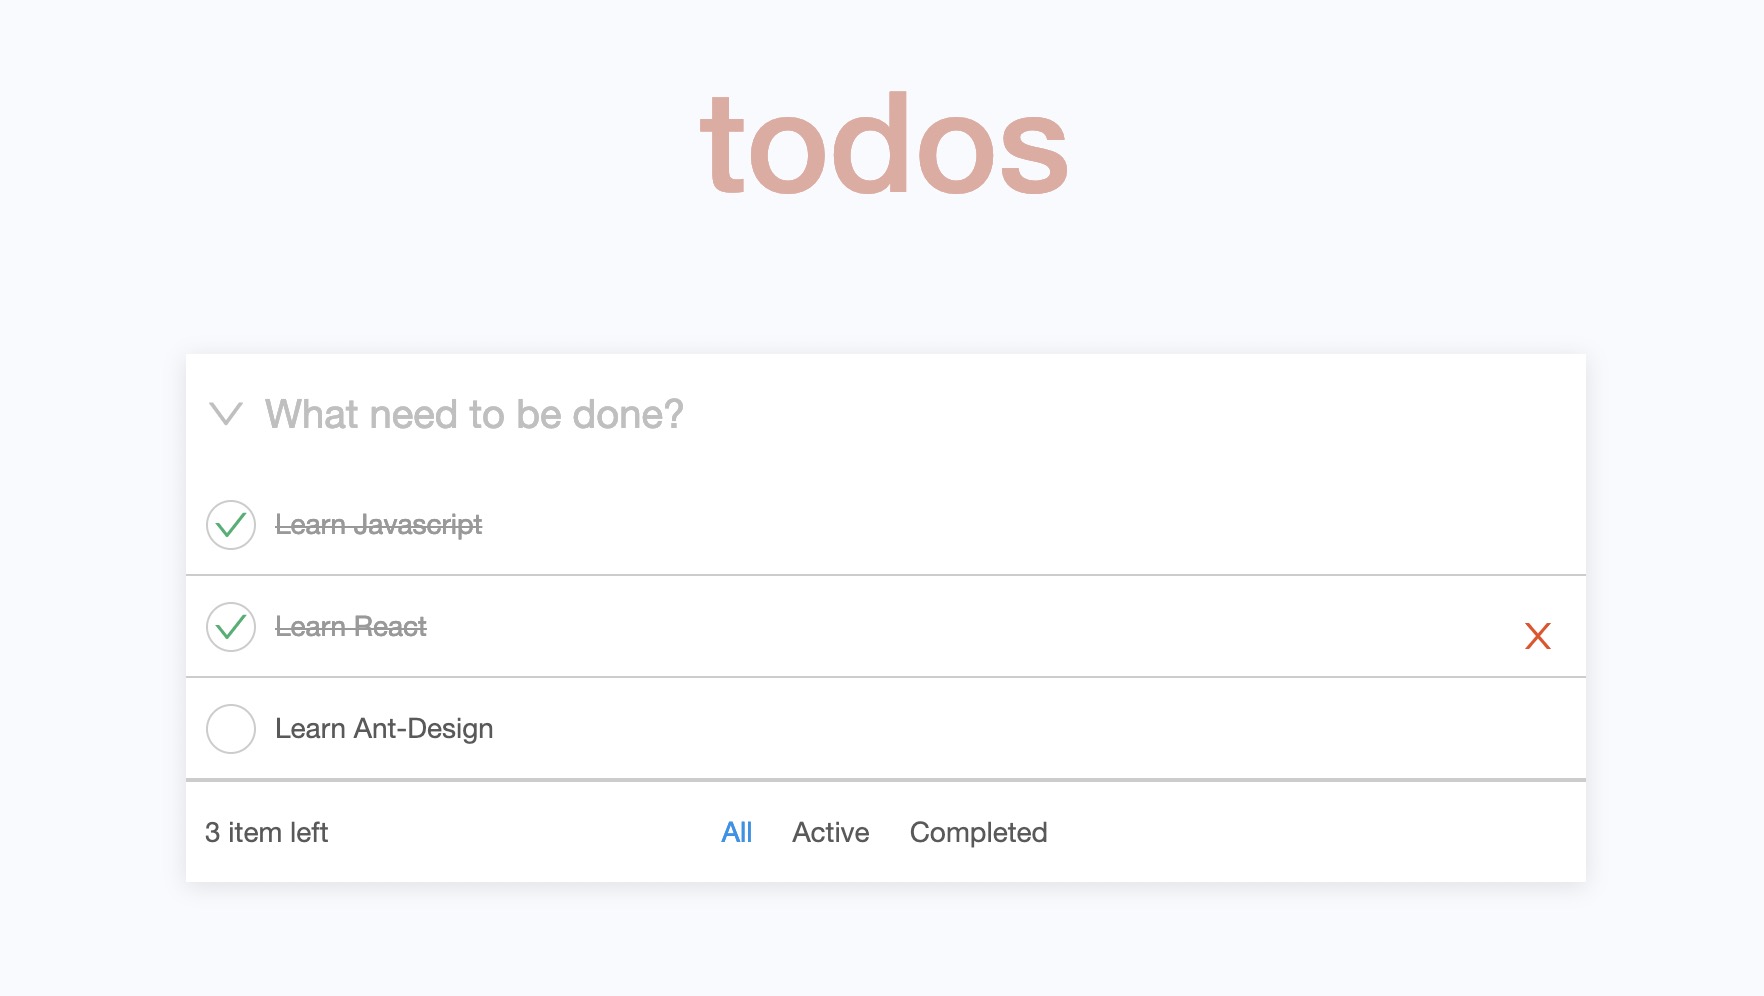 todos
What need to be done?
Learn Javascript
Learn React
Learn Ant-Design
3 item left All Active Completed